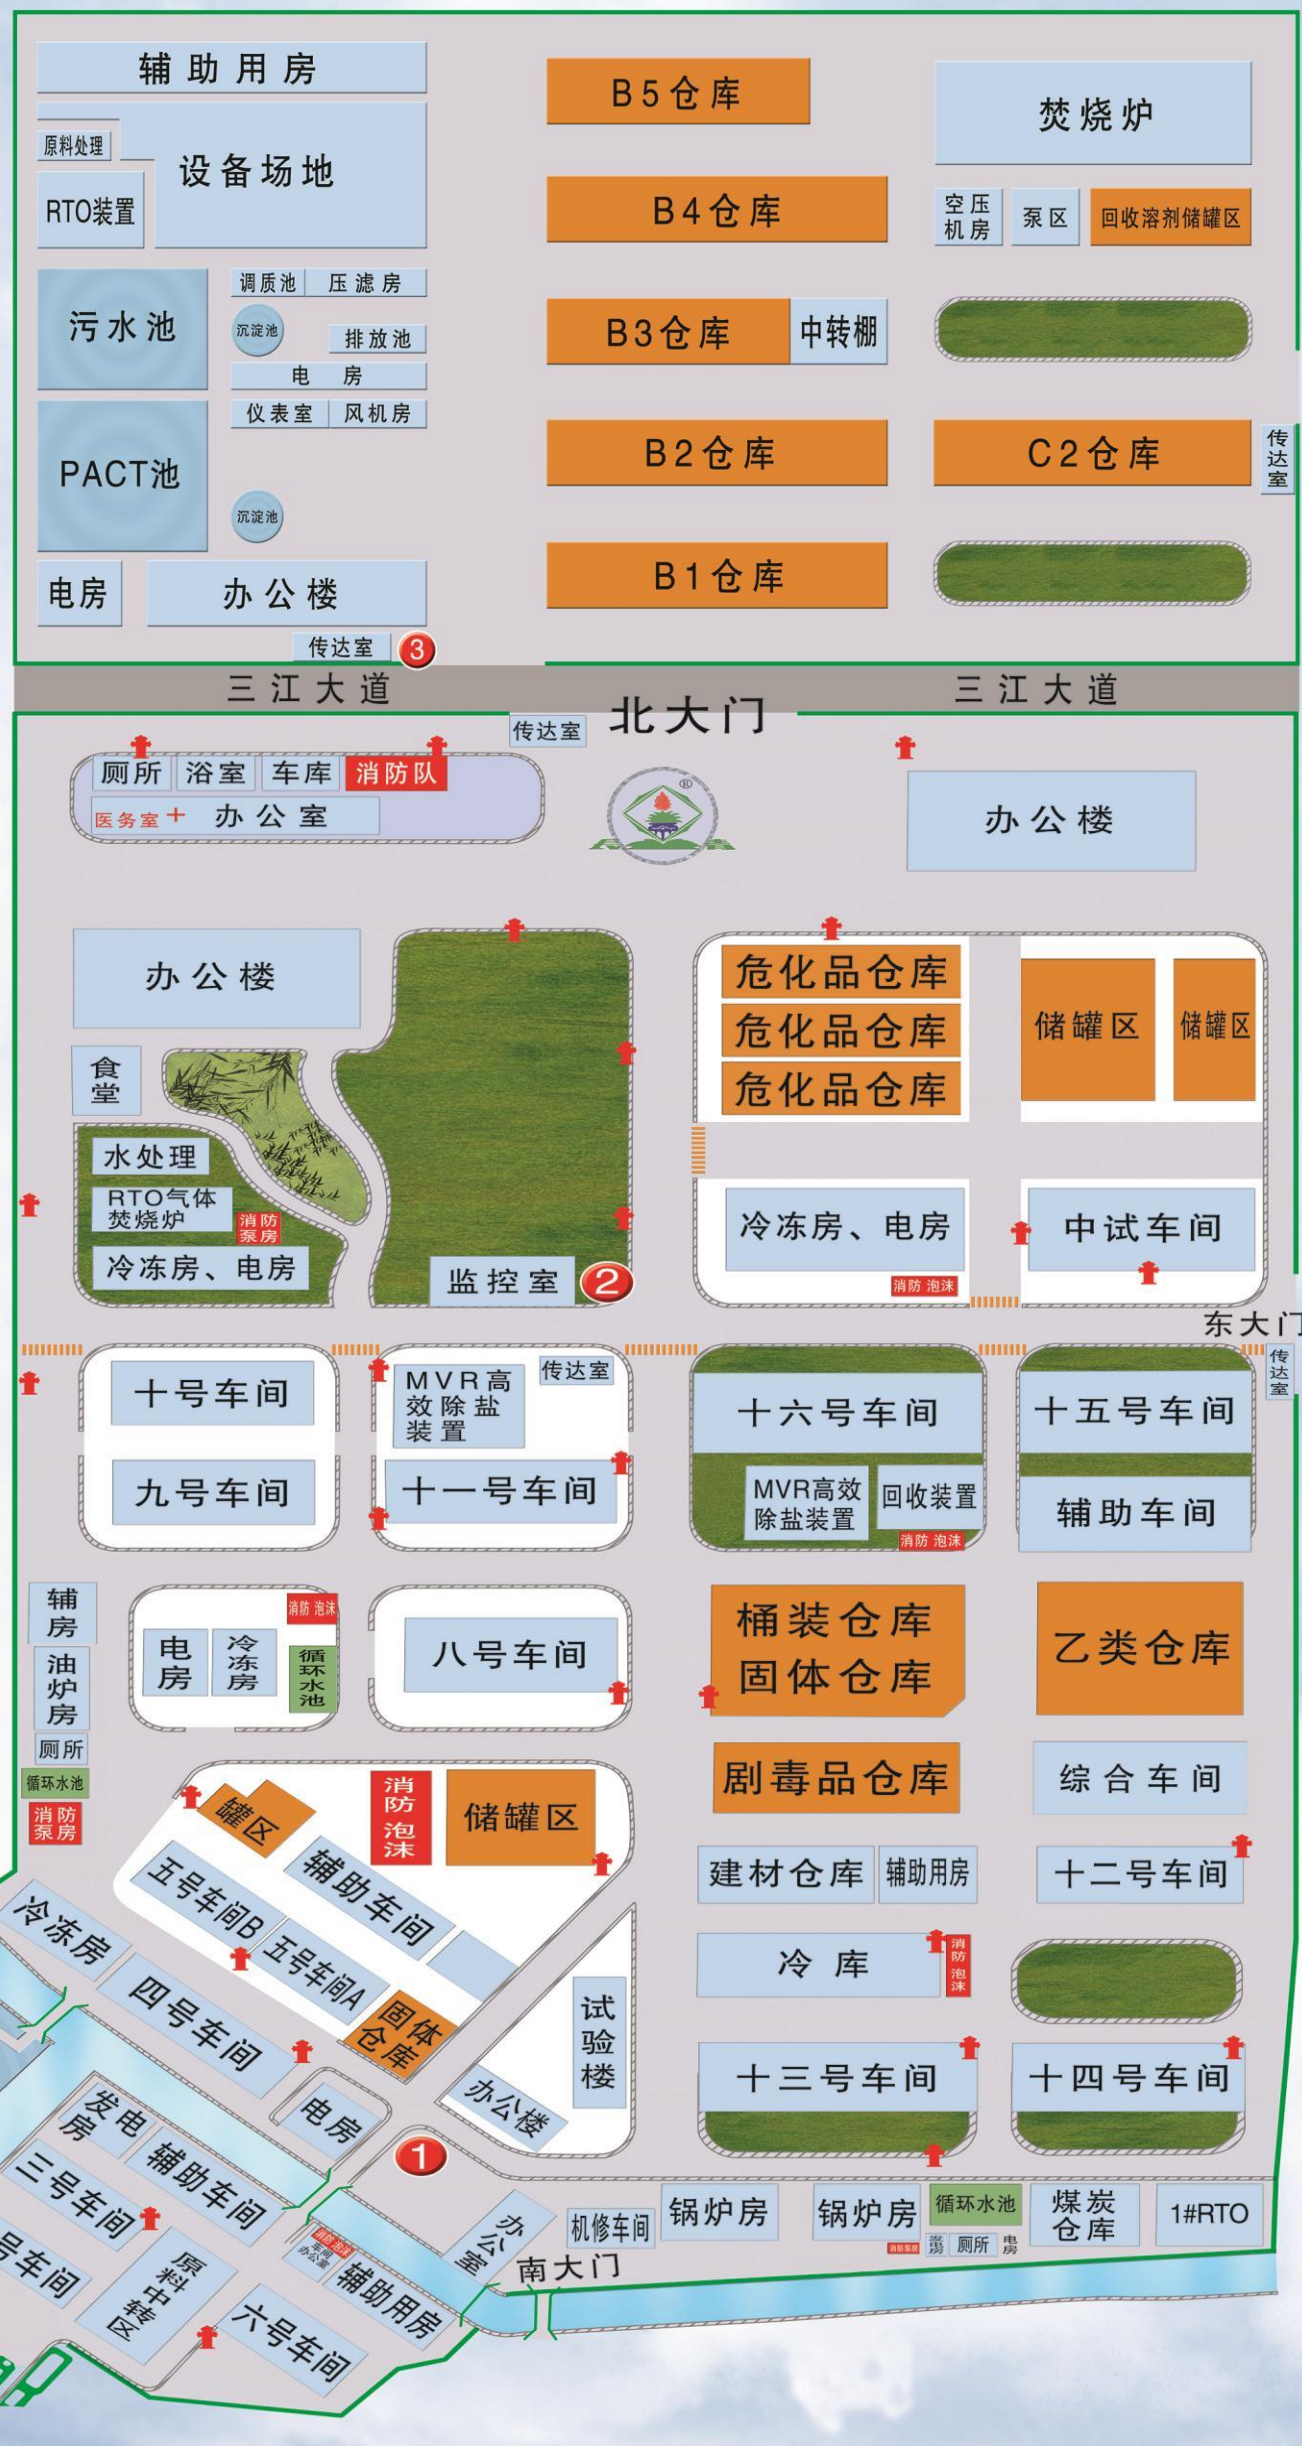 辅助用房
原料处理
设备场地
RTO装置
污水池
调质池
压滤房
沉淀池
排放池
电房
仪表室
风机房
PACT池
沉淀池
电房
办公楼
传达室
3
B5仓库
B4仓库
B3仓库
中转棚
B2仓库
B1仓库
焚烧炉
空压
机房
泵区
回收溶剂储罐区
C2仓库
传达室
三江大道
三江大道
北大门
传达室
厕所
浴室
车库
消防队
医务室
办公室
®
办公楼
办公楼
食堂
水处理
RTO气体
焚烧炉
消防
泵房
冷冻房、电房
监控室
2
危化品仓库
危化品仓库
危化品仓库
储罐区
储罐区
冷冻房、电房
消防 泡沫
中试车间
东大门
传达室
十号车间
九号车间
MVR高
效除盐
装置
传达室
十一号车间
十六号车间
MVR高效
除盐装置
回收装置
消防 泡沫
十五号车间
辅助车间
辅房
油炉房
厕所
循环水池
消防
泵房
电房
冷冻房
消防 泡沫
循环水池
八号车间
桶装仓库
固体仓库
乙类仓库
剧毒品仓库
综合车间
罐区
消防 泡沫
储罐区
五号车间B
辅助车间
五号车间A
固体
仓库
建材仓库
辅助用房
十二号车间
冷库
消防 泡沫
冷冻房
四号车间
试验楼
办公楼
十三号车间
十四号车间
电房
1
发电
房
辅助车间
三号车间
号车间
原料中转区
消防 泡沫
车间
办公室
辅助用房
六号车间
办公室
南大门
机修车间
锅炉房
锅炉房
消防泵房
循环水池
厕所
电房
煤炭
仓库
1#RTO